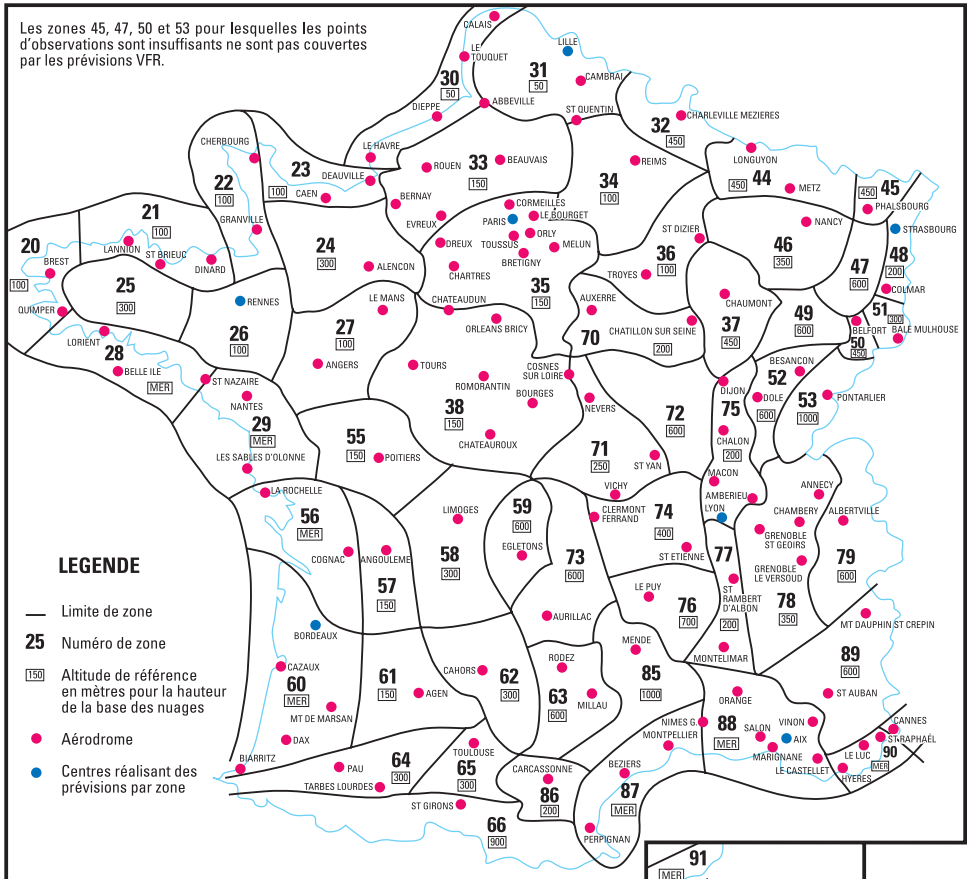 Les zones 45, 47, 50 et 53 pour lesquelles les points
d'observations sont insuffisants ne sont pas couvertes
par les prévisions VFR.
CALAIS
LE
TOUQUET
LILLE
30
50
31
50
CAMBRAI
DIEPPE
ABBEVILLE
ST QUENTIN
32
450
CHARLEVILLE MEZIERES
CHERBOURG
23
100
LE HAVRE
DEAUVILLE
CAEN
ROUEN
33
150
BEAUVAIS
REIMS
LONGUYON
450
44
METZ
450
45
PHALSBOURG
22
100
GRANVILLE
BERNAY
34
100
CORMEILLES
PARIS
LE BOURGET
ORLY
TOUSSUS
MELUN
BRETIGNY
EVREUX
DREUX
CHARTRES
ST DIZIER
NANCY
STRASBOURG
21
100
20
100
BREST
LANNION
ST BRIEUC
DINARD
24
300
ALENCON
36
100
TROYES
46
350
47
600
48
200
COLMAR
25
300
QUIMPER
RENNES
26
100
LE MANS
27
100
ANGERS
CHATEAUDUN
35
150
ORLEANS BRICY
AUXERRE
70
CHATILLON SUR SEINE
200
CHAUMONT
37
450
49
600
51
300
BELFORT
50
450
BALE MULHOUSE
LORIENT
28
BELLE ILE
MER
ST NAZAIRE
NANTES
29
MER
LES SABLES D'OLONNE
TOURS
ROMORANTIN
COSNES
SUR LOIRE
BOURGES
38
150
CHATEAUROUX
NEVERS
72
600
DIJON
75
BESANCON
52
DOLE
600
53
1000
PONTARLIER
CHALON
200
55
150
POITIERS
71
250
ST YAN
VICHY
MACON
AMBERIEU
LYON
ANNECY
LA ROCHELLE
56
MER
COGNAC
ANGOULEME
57
150
LIMOGES
58
300
59
600
EGLETONS
CLERMONT
FERRAND
74
400
ST ETIENNE
73
600
CHAMBERY
ALBERTVILLE
GRENOBLE
ST GEOIRS
GRENOBLE
LE VERSOUD
79
600
77
ST
RAMBERT
D'ALBON
200
78
350
LE PUY
76
700
MONTELIMAR
MT DAUPHIN ST CREPIN
LEGENDE
Limite de zone
25
Numéro de zone
150
Altitude de référence
en mètres pour la hauteur
de la base des nuages
Aérodrome
Centres réalisant des
prévisions par zone
BORDEAUX
CAZAUX
60
MER
MT DE MARSAN
DAX
BIARRITZ
61
150
AGEN
CAHORS
62
300
AURILLAC
RODEZ
63
600
MILLAU
MENDE
85
1000
89
600
ST AUBAN
ORANGE
NIMES G.
MONTPELLIER
88
MER
SALON
VINON
AIX
MARIGNANE
LE CASTELLET
CANNES
ST RAPHAËL
LE LUC
90
MER
HYERES
PAU
TARBES LOURDES
64
300
TOULOUSE
65
300
ST GIRONS
CARCASSONNE
86
200
BEZIERS
87
MER
PERPIGNAN
66
900
91
MER